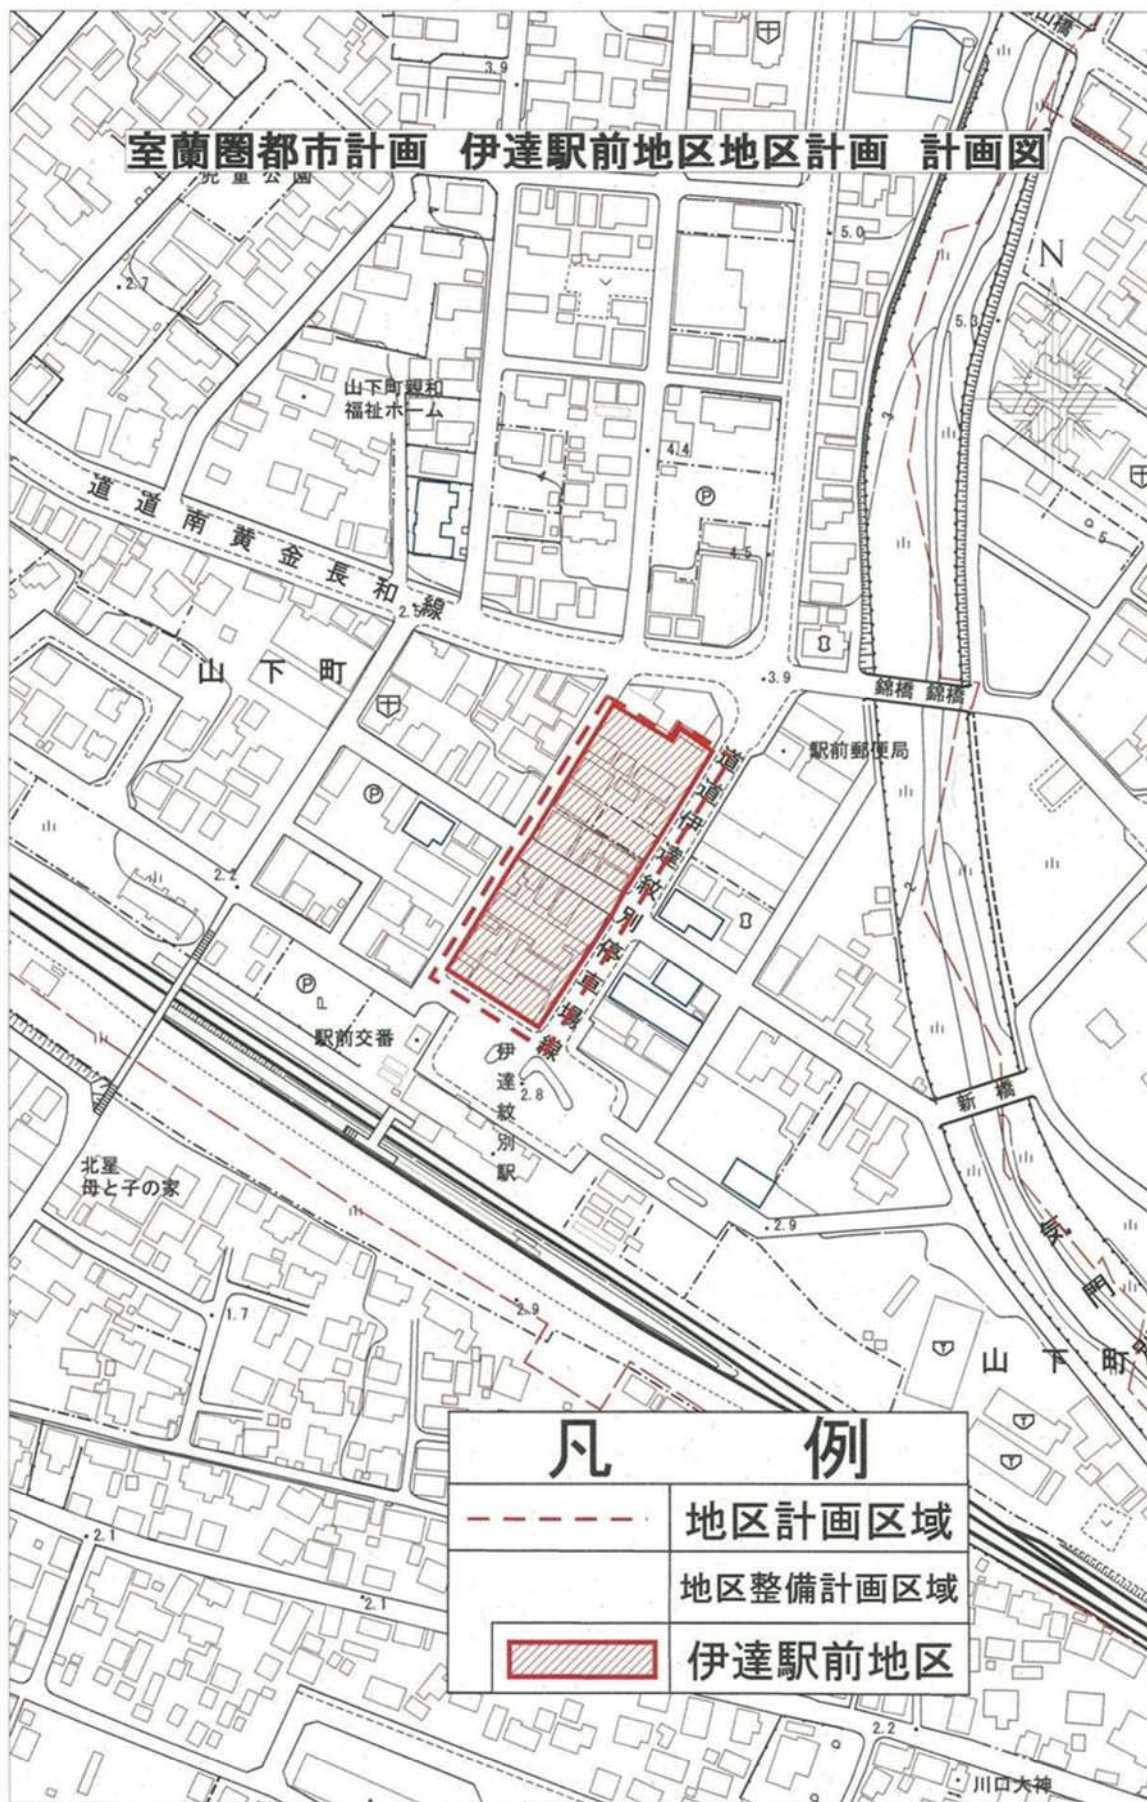 3.9
室蘭圏都市計画 伊達駅前地区地区計画 計画図
児童公園
5.0
2.7
N
5.3
3
山下町親和
福祉ホーム
4.4
4
P
4.5
5
道道南黄金長和線
2.5
山下町
3.9
錦橋 錦橋
駅前郵便局
道道伊達紋別停車場線
P
2.2
2
P
駅前交番
伊達紋別駅
2.8
新橋
北星
母と子の家
2.9
2.9
1.7
山下町
凡例
地区計画区域
地区整備計画区域
伊達駅前地区
2.1
2.1
2.2
川口大神